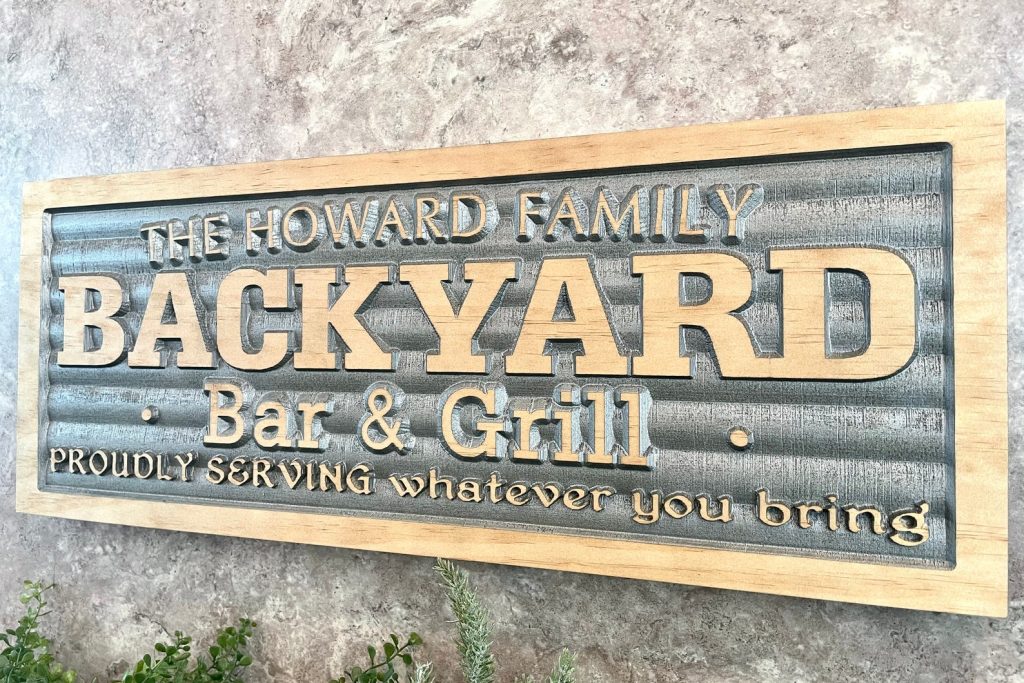 THE HOWARD FAMILY
BACKYARD
· Bar & Grill ·
PROUDLY SERVING whatever you bring